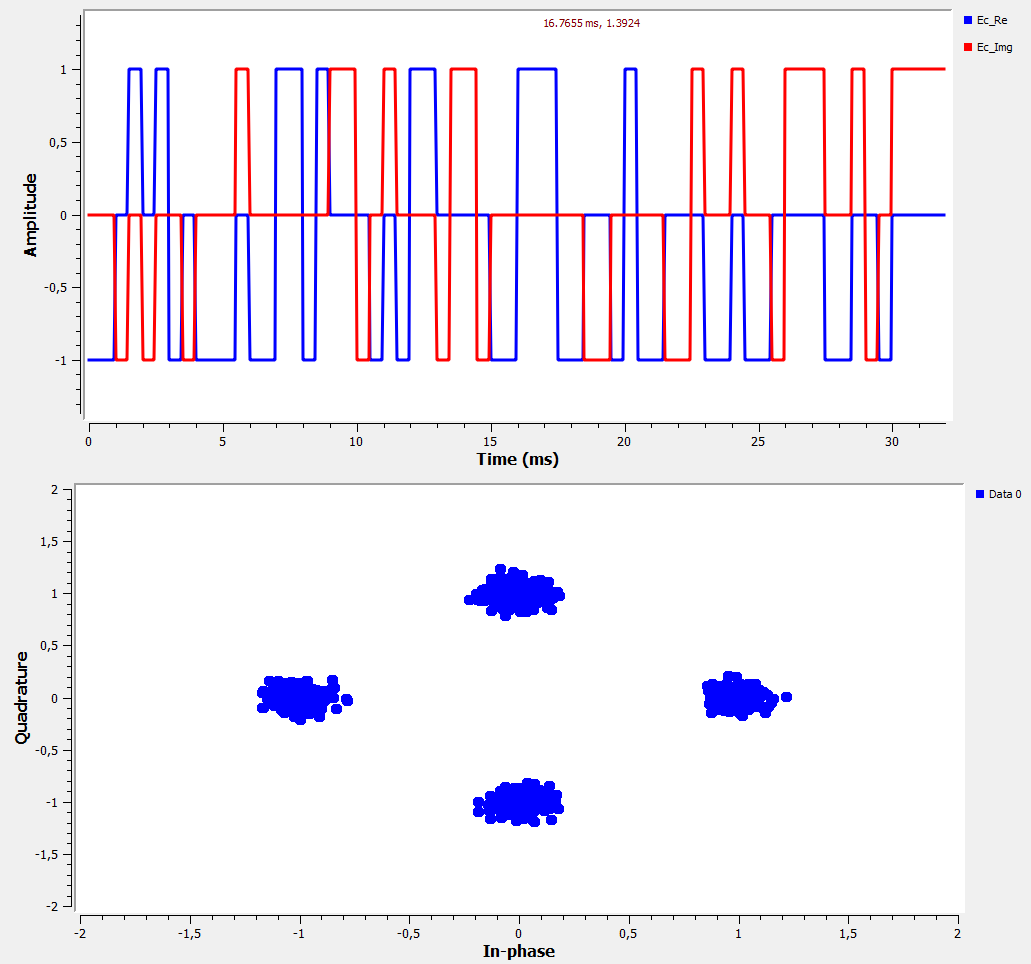 16.7655 ms, 1.3924
Ec_Re
Ec_Img
Amplitude
1
0,5
0
-0,5
-1
0 5 10 15 20 25 30
Time (ms)
Data 0
Quadrature
2
1,5
1
0,5
0
-0,5
-1
-1,5
-2
-2 -1,5 -1 -0,5 0 0,5 1 1,5 2
In-phase